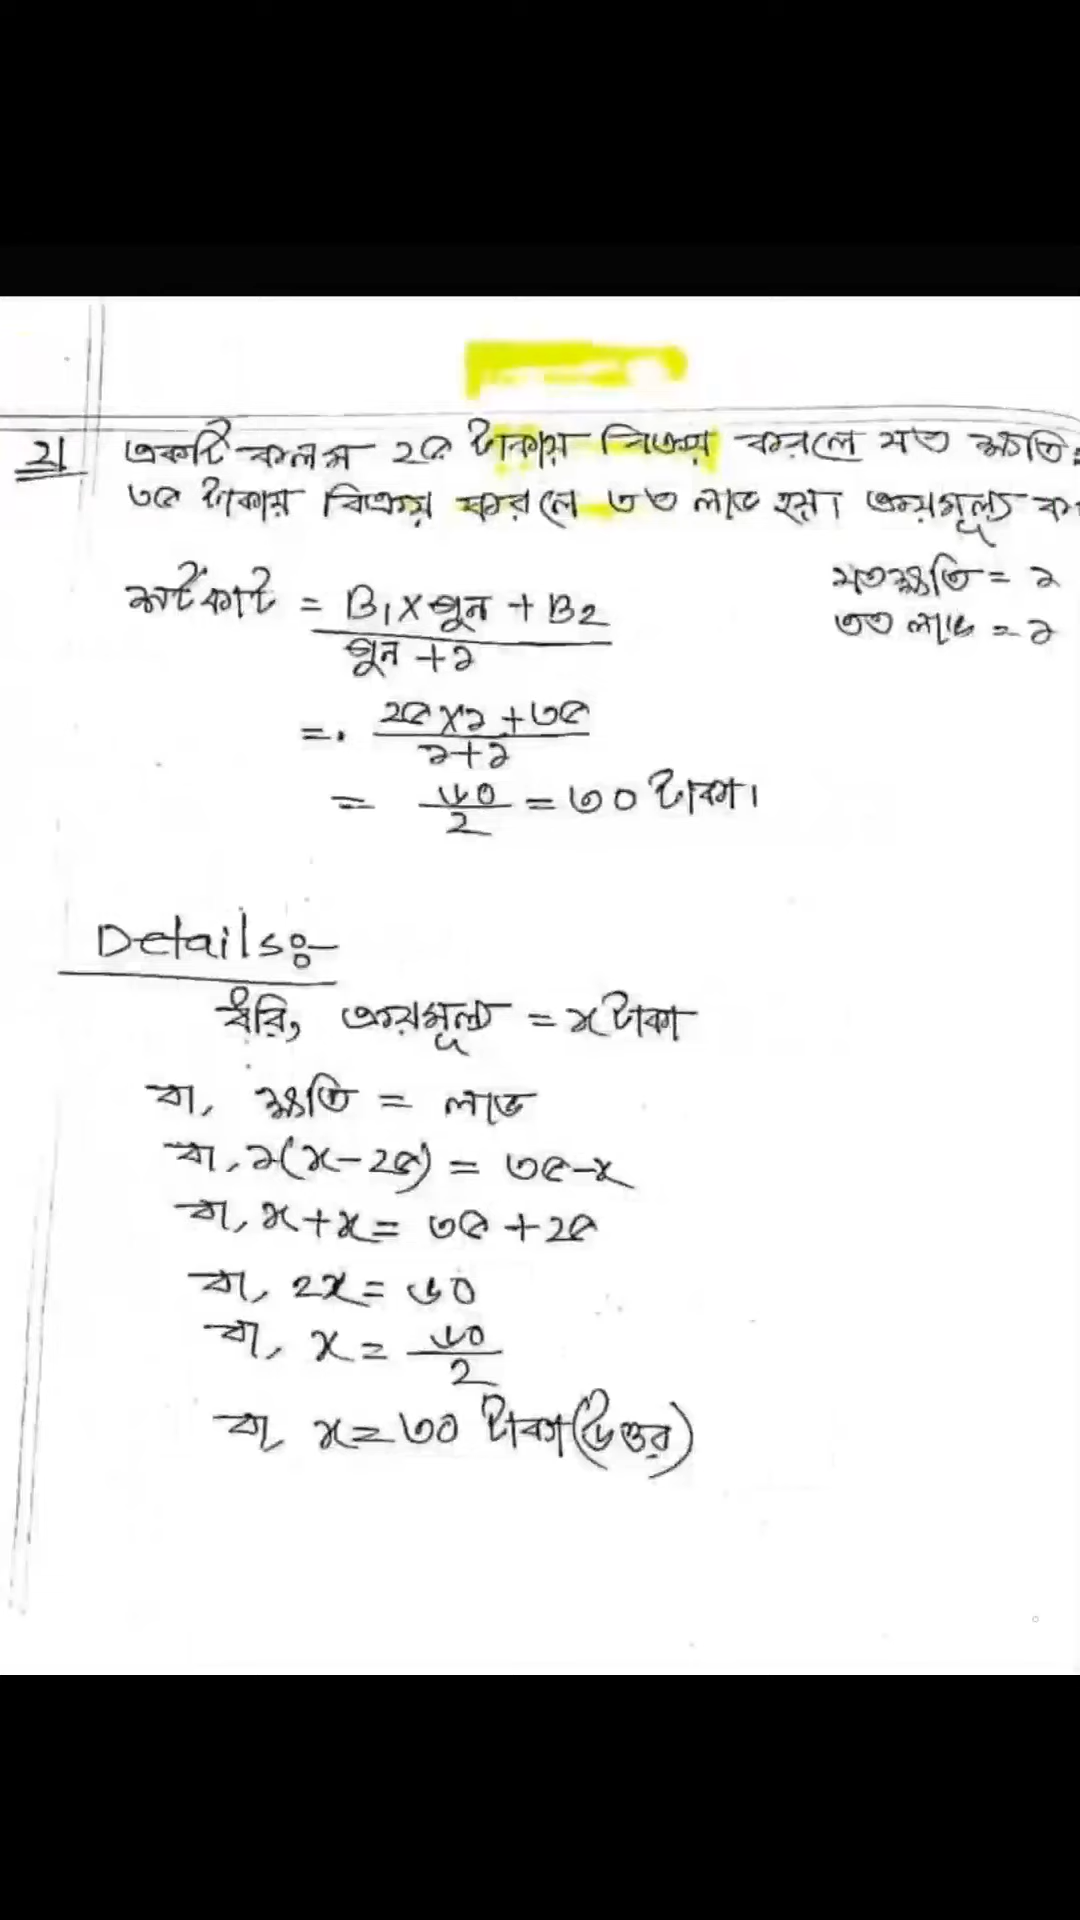 ২। একটি কলম ২৫ টাকায় বিক্রয় করলে যত ক্ষতি
৩৫ টাকায় বিক্রয় করলে তত লাভ হয়। ক্রয়মূল্য ক
যত ক্ষতি = ১
তত লাভ = ১
শর্টকাট = B₁ × গুন + B₂
গুন + ১
= ২৫ × ১ + ৩৫
১ + ১
= ৬০ = ৩০ টাকা।
2
Details:-
ধরি, ক্রয়মূল্য = x টাকা
বা, ক্ষতি = লাভ
বা, ১(x – ২৫) = ৩৫ – x
বা, x + x = ৩৫ + ২৫
বা, 2x = ৬০
বা, x = ৬০
2
বা, x = ৩০ টাকা (উত্তর)